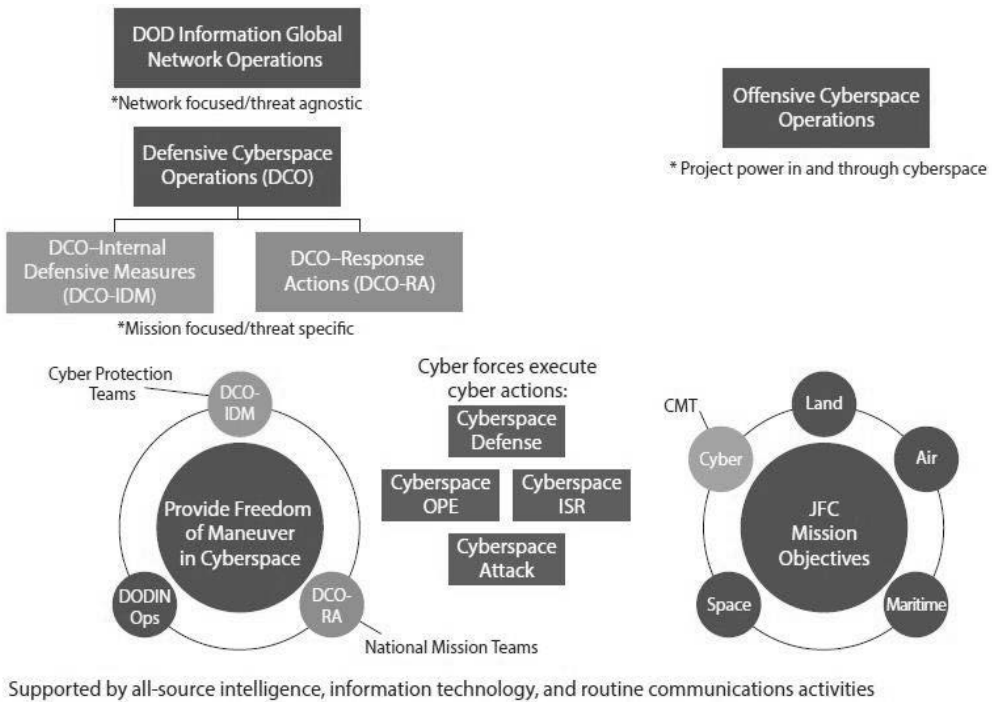 DOD Information Global
Network Operations
*Network focused/threat agnostic
Defensive Cyberspace
Operations (DCO)
DCO–Internal
Defensive Measures
(DCO-IDM)
DCO–Response
Actions (DCO-RA)
*Mission focused/threat specific
Offensive Cyberspace
Operations
* Project power in and through cyberspace
Cyber Protection
Teams
DCO-
IDM
Provide Freedom
of Maneuver
in Cyberspace
DODIN
Ops
DCO-
RA
National Mission Teams
Cyber forces execute
cyber actions:
Cyberspace
Defense
Cyberspace
OPE
Cyberspace
ISR
Cyberspace
Attack
CMT
Land
Cyber
Air
JFC
Mission
Objectives
Space
Maritime
Supported by all-source intelligence, information technology, and routine communications activities